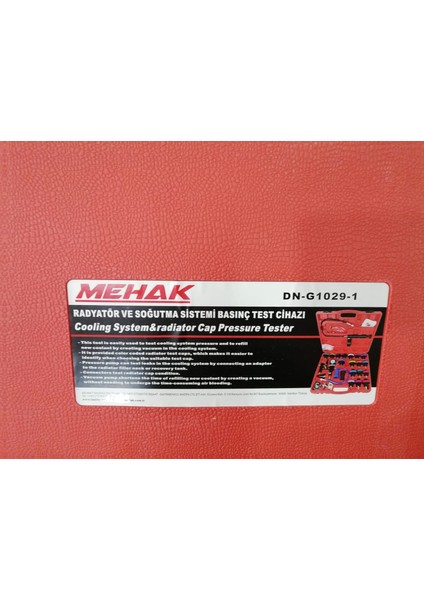 MEHAK
DN-G1029-1
RADYATÖR VE SOĞUTMA SİSTEMİ BASINÇ TEST CİHAZI
Cooling System&radiator Cap Pressure Tester
- This tool is easily used to test cooling system pressure and to refill
new coolant by creating vacuum in the cooling system.
- It is provided color coded radiator test caps, which makes it easier to
identify when choosing the suitable test cap.
- Pressure pump can test leaks in the cooling system by connecting an adapter
to the radiator filler neck or recovery tank.
- Connectors test radiator cap condition.
- Vacuum pump shortens the time of refilling new coolant by creating a vacuum,
without needing to undergo the time-consuming air bleeding.